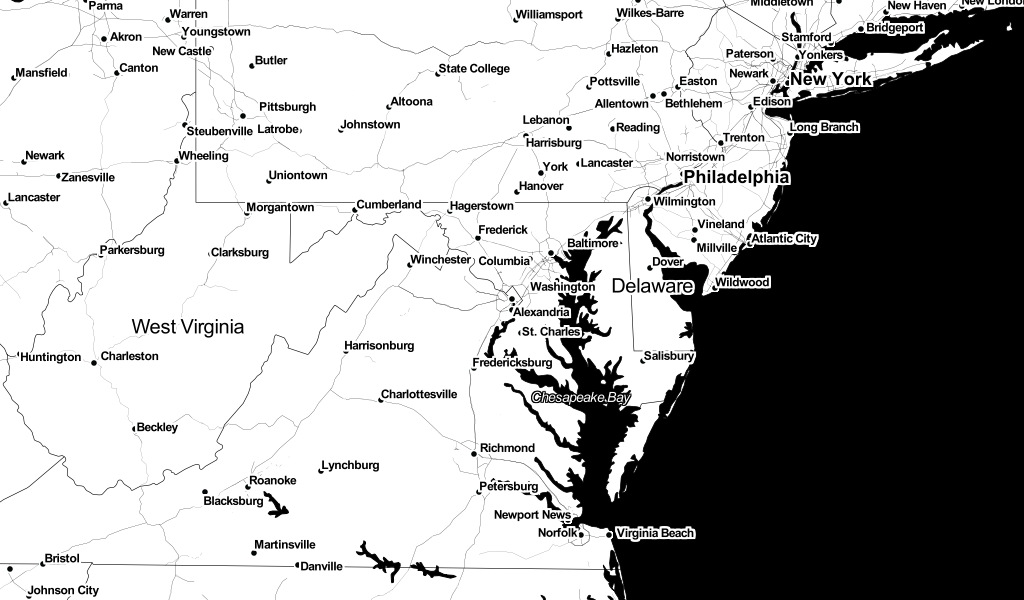 Parma
Warren
Williamsport
Wilkes-Barre
Middletown
New Haven
New London
Akron
Youngstown
Stamford
Bridgeport
New Castle
Hazleton
Paterson
Yonkers
Mansfield
Canton
Butler
State College
Pottsville
Easton
Newark
New York
Pittsburgh
Altoona
Allentown
Bethlehem
Edison
Steubenville
Latrobe
Johnstown
Lebanon
Reading
Long Branch
Harrisburg
Trenton
Newark
Wheeling
York
Lancaster
Norristown
Zanesville
Uniontown
Hanover
Philadelphia
Lancaster
Morgantown
Cumberland
Hagerstown
Wilmington
Frederick
Vineland
Parkersburg
Clarksburg
Baltimore
Millville
Atlantic City
Winchester
Columbia
Dover
Washington
Delaware
Wildwood
Alexandria
West Virginia
St. Charles
Huntington
Charleston
Harrisonburg
Fredericksburg
Salisbury
Charlottesville
Chesapeake Bay
Beckley
Richmond
Lynchburg
Roanoke
Petersburg
Blacksburg
Newport News
Norfolk
Virginia Beach
Martinsville
Bristol
Danville
Johnson City